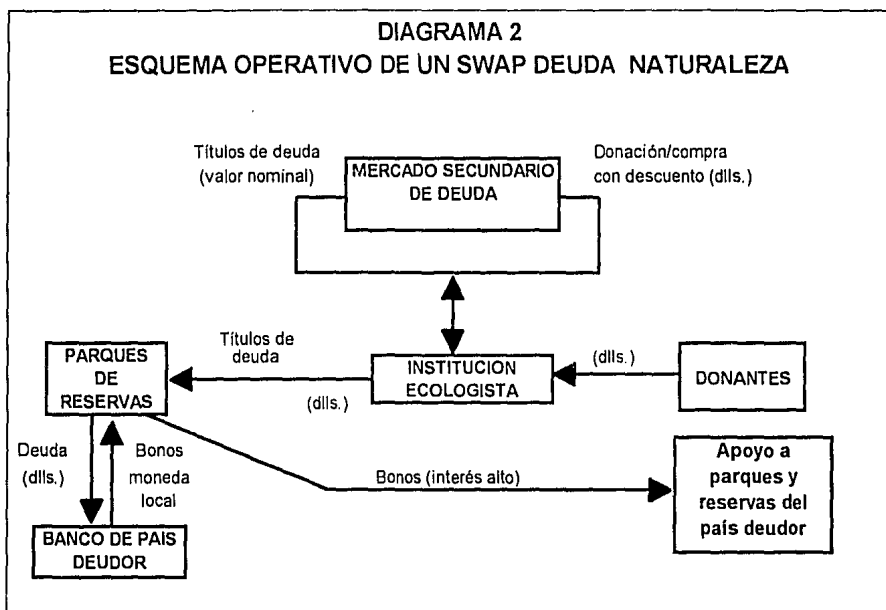 DIAGRAMA 2
ESQUEMA OPERATIVO DE UN SWAP DEUDA NATURALEZA
Títulos de deuda
(valor nominal)
MERCADO SECUNDARIO
DE DEUDA
Donación/compra
con descuento (dlls.)
PARQUES
DE
RESERVAS
Títulos de
deuda
(dlls.)
INSTITUCION
ECOLOGISTA
(dlls.)
DONANTES
Deuda
(dlls.)
Bonos
moneda
local
Bonos (interés alto)
Apoyo a
parques y
reservas del
país deudor
BANCO DE PAÍS
DEUDOR